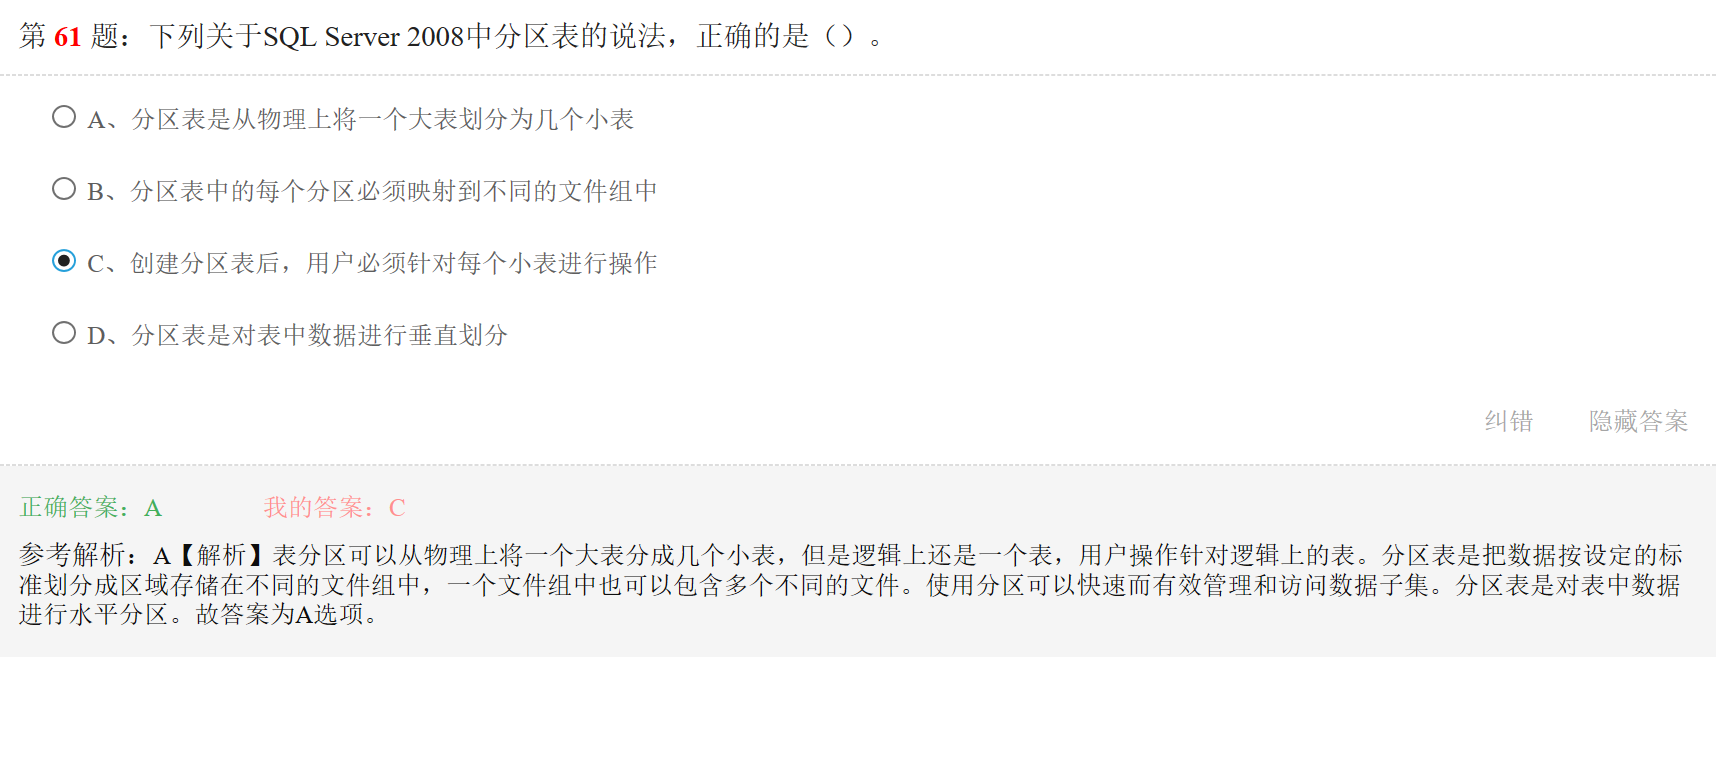 第 61 题：下列关于SQL Server 2008中分区表的说法，正确的是（）。
A、分区表是从物理上将一个大表划分为几个小表
B、分区表中的每个分区必须映射到不同的文件组中
C、创建分区表后，用户必须针对每个小表进行操作
D、分区表是对表中数据进行垂直划分
纠错 隐藏答案
正确答案：A 我的答案：C
参考解析：A【解析】表分区可以从物理上将一个大表分成几个小表，但是逻辑上还是一个表，用户操作针对逻辑上的表。分区表是把数据按设定的标
准划分成区域存储在不同的文件组中，一个文件组中也可以包含多个不同的文件。使用分区可以快速而有效管理和访问数据子集。分区表是对表中数据
进行水平分区。故答案为A选项。